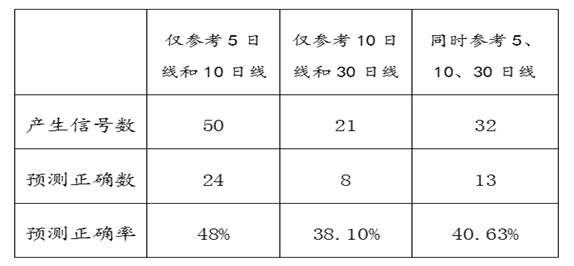 仅参考 5 日 仅参考 10 日 同时参考 5、
线和 10 日线 线和 30 日线 10、30 日线
产生信号数 50 21 32
预测正确数 24 8 13
预测正确率 48% 38.10% 40.63%